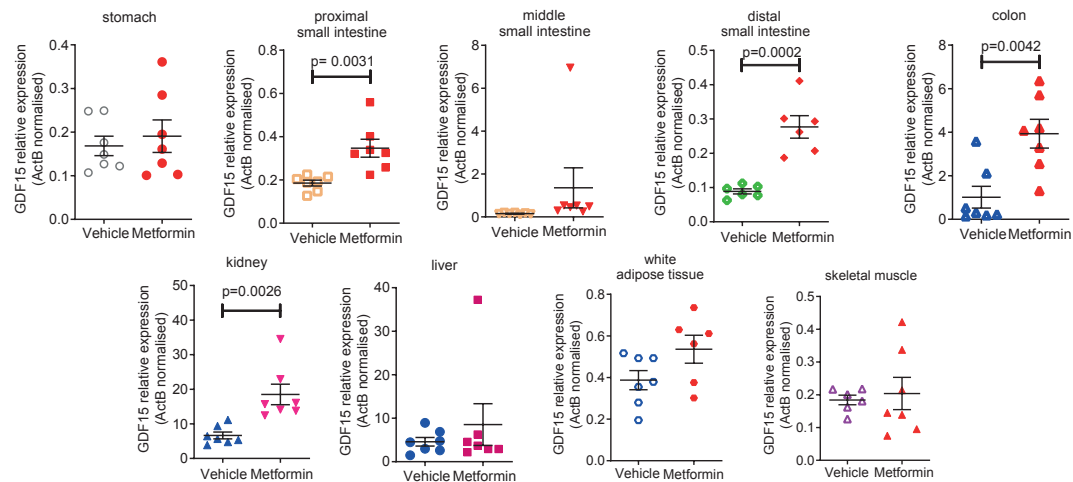 stomach
GDF15 relative expression
(ActB normalised)
0.4
0.3
0.2
0.1
0.0
Vehicle Metformin
proximal
small intestine
p= 0.0031
GDF15 relative expression
(ActB normalised)
0.8
0.6
0.4
0.2
0.0
Vehicle Metformin
middle
small intestine
GDF15 relative expression
(ActB normalised)
8
6
4
2
0
Vehicle Metformin
distal
small intestine
p=0.0002
GDF15 relative expression
(ActB normalised)
0.5
0.4
0.3
0.2
0.1
0.0
Vehicle Metformin
colon
p=0.0042
GDF15 relative expression
(ActB normalised)
8
6
4
2
0
Vehicle Metformin
kidney
p=0.0026
GDF15 relative expression
(ActB normalised)
50
40
30
20
10
0
Vehicle Metformin
liver
GDF15 relative expression
(ActB normalised)
40
30
20
10
0
Vehicle Metformin
white
adipose tissue
GDF15 relative expression
(ActB normalised)
0.8
0.6
0.4
0.2
0.0
Vehicle Metformin
skeletal muscle
GDF15 relative expression
(ActB normalised)
0.5
0.4
0.3
0.2
0.1
0.0
Vehicle Metformin